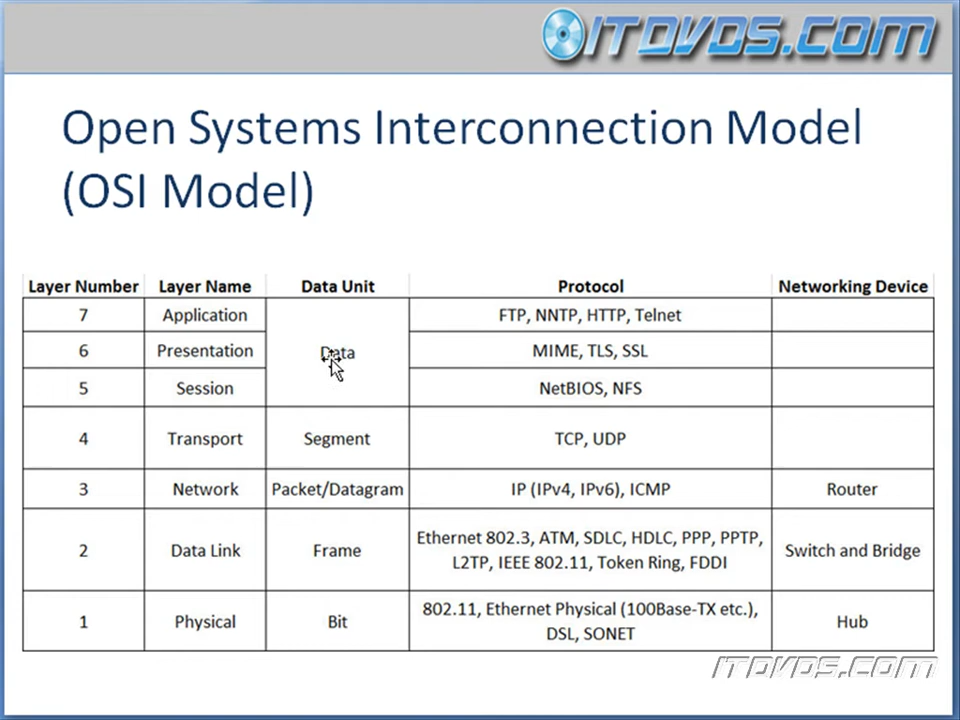 ITDVDS.COM
Open Systems Interconnection Model
(OSI Model)
Layer Number Layer Name Data Unit Protocol Networking Device
7 Application FTP, NNTP, HTTP, Telnet
6 Presentation Data MIME, TLS, SSL
5 Session NetBIOS, NFS
4 Transport Segment TCP, UDP
3 Network Packet/Datagram IP (IPv4, IPv6), ICMP Router
2 Data Link Frame Ethernet 802.3, ATM, SDLC, HDLC, PPP, PPTP,
L2TP, IEEE 802.11, Token Ring, FDDI Switch and Bridge
1 Physical Bit 802.11, Ethernet Physical (100Base-TX etc.),
DSL, SONET Hub
ITDVDS.COM